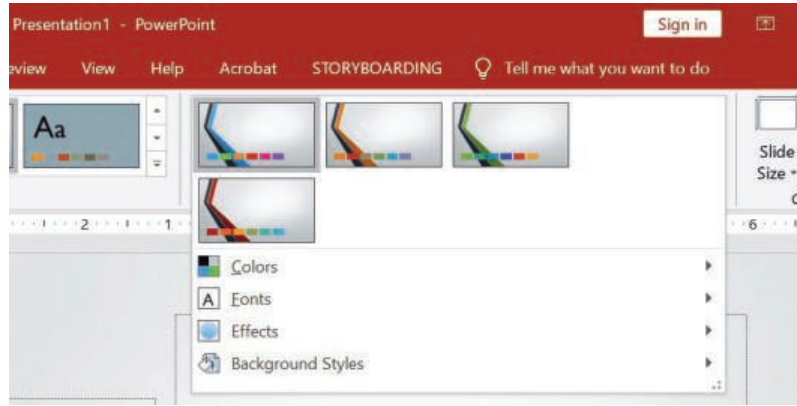 Presentation1 - PowerPoint
Sign in
View
Help
Acrobat
STORYBOARDING
Tell me what you want to do
Aa
Slide
Size
2
1
6
Colors
A
Fonts
Effects
Background Styles